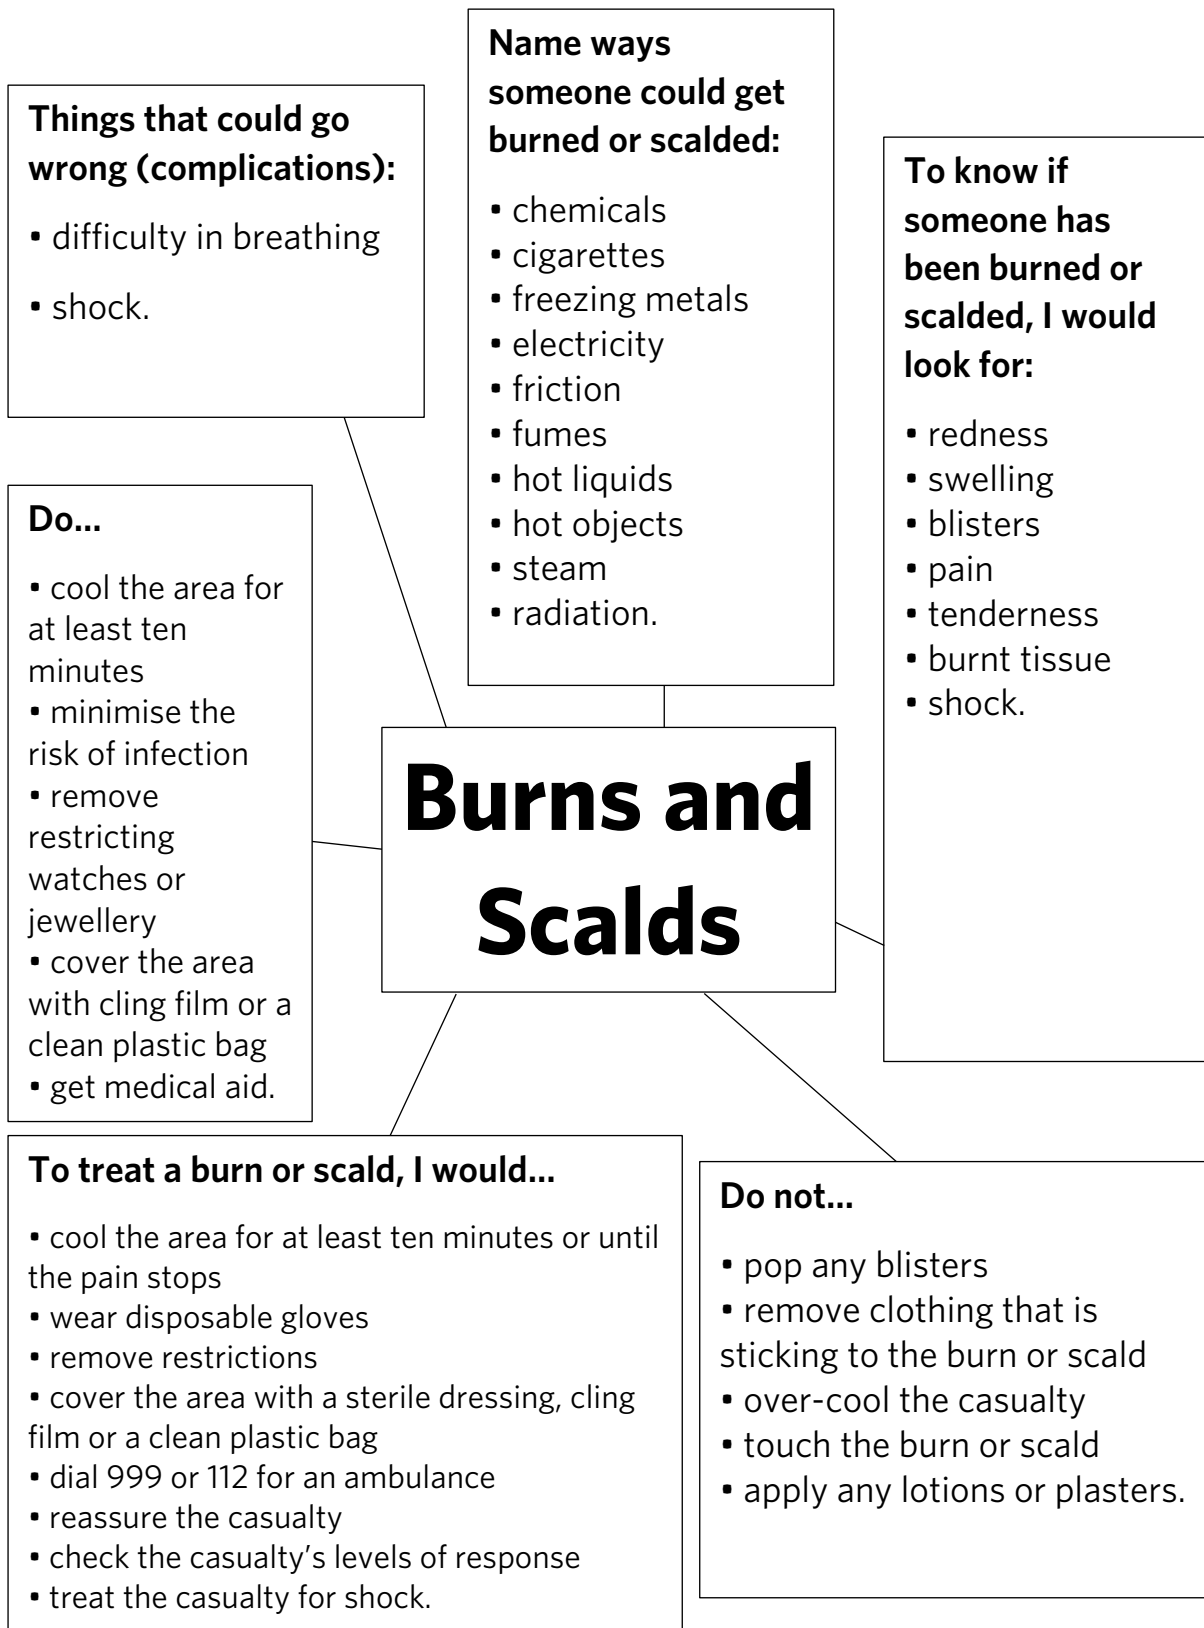 Things that could go
wrong (complications):
• difficulty in breathing
• shock.
Name ways
someone could get
burned or scalded:
• chemicals
• cigarettes
• freezing metals
• electricity
• friction
• fumes
• hot liquids
• hot objects
• steam
• radiation.
To know if
someone has
been burned or
scalded, I would
look for:
• redness
• swelling
• blisters
• pain
• tenderness
• burnt tissue
• shock.
Do...
• cool the area for
at least ten
minutes
• minimise the
risk of infection
• remove
restricting
watches or
jewellery
• cover the area
with cling film or a
clean plastic bag
• get medical aid.
Burns and
Scalds
To treat a burn or scald, I would...
• cool the area for at least ten minutes or until
the pain stops
• wear disposable gloves
• remove restrictions
• cover the area with a sterile dressing, cling
film or a clean plastic bag
• dial 999 or 112 for an ambulance
• reassure the casualty
• check the casualty's levels of response
• treat the casualty for shock.
Do not...
• pop any blisters
• remove clothing that is
sticking to the burn or scald
• over-cool the casualty
• touch the burn or scald
• apply any lotions or plasters.